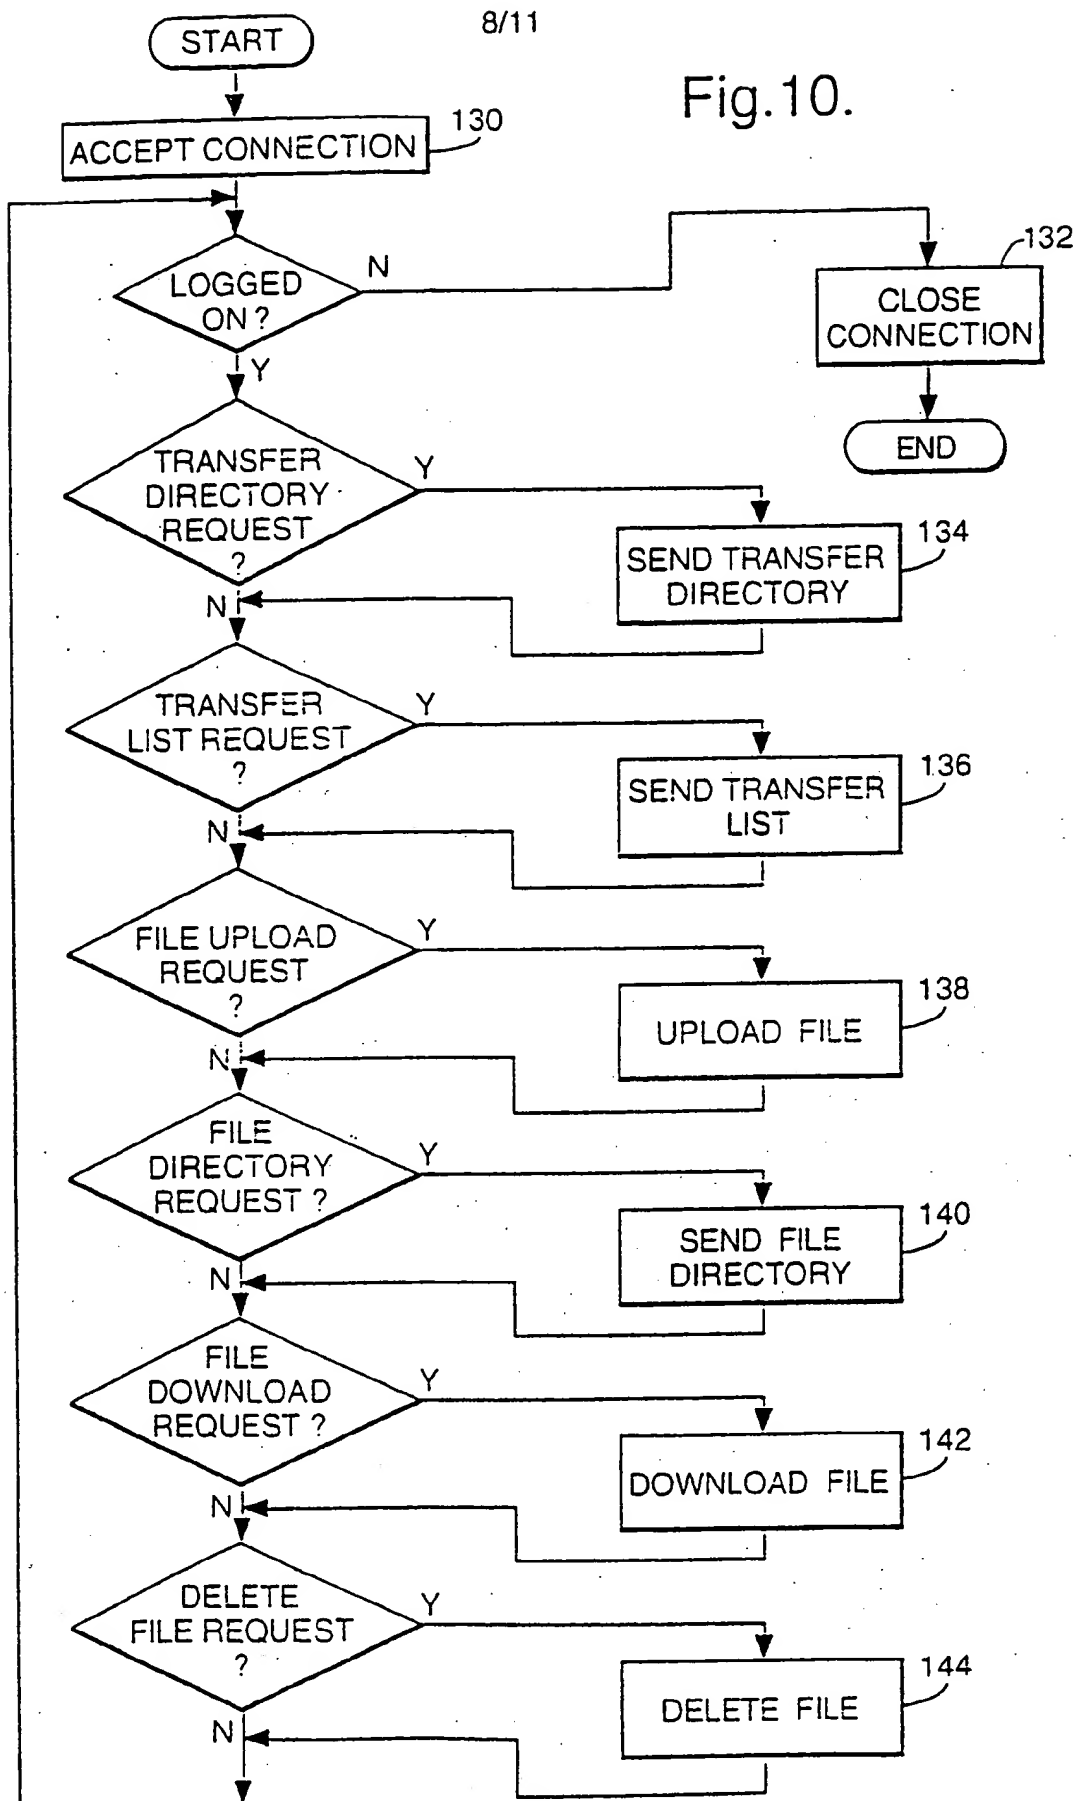 8/11
START
Fig.10.
130
ACCEPT CONNECTION
N
132
LOGGED
ON ?
CLOSE
CONNECTION
Y
END
TRANSFER
DIRECTORY
REQUEST
?
Y
134
SEND TRANSFER
DIRECTORY
N
TRANSFER
LIST REQUEST
?
Y
136
SEND TRANSFER
LIST
N
FILE UPLOAD
REQUEST
?
Y
138
UPLOAD FILE
N
FILE
DIRECTORY
REQUEST ?
Y
140
SEND FILE
DIRECTORY
N
FILE
DOWNLOAD
REQUEST ?
Y
142
DOWNLOAD FILE
N
DELETE
FILE REQUEST
?
Y
144
DELETE FILE
N